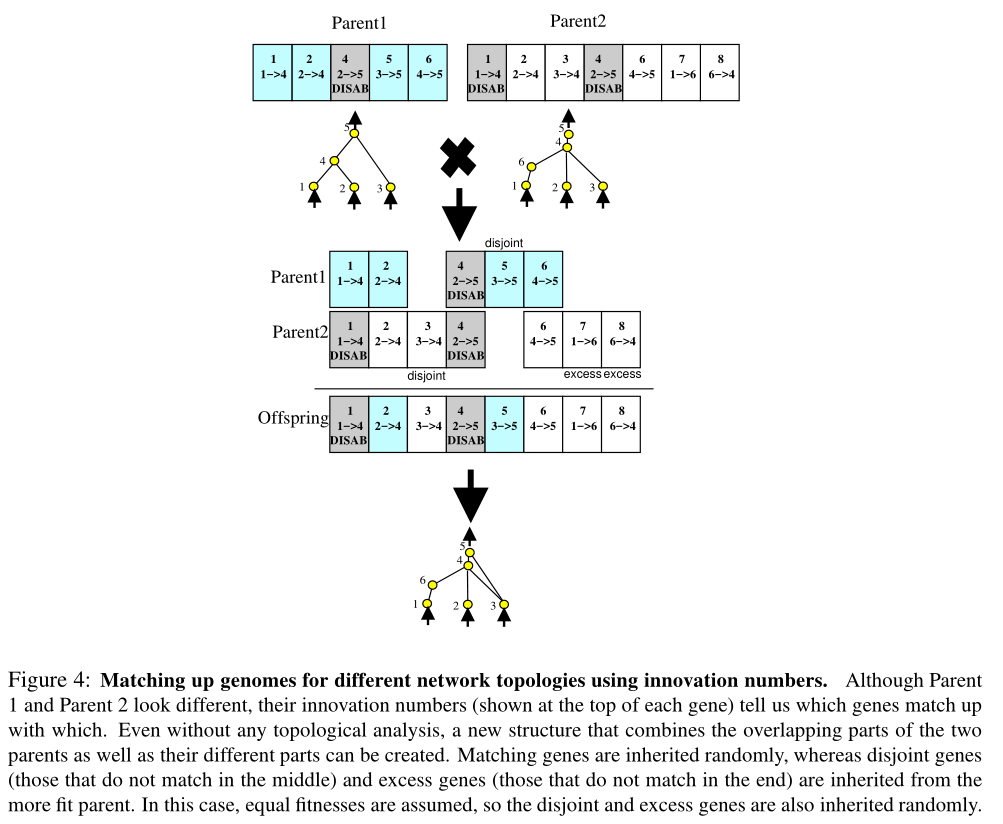 Parent1 Parent2
1 2 4 5 6 1 2 3 4 6 7 8
1−>4 2−>4 2−>5 3−>5 4−>5 1−>4 2−>4 3−>4 2−>5 4−>5 1−>6 6−>4
DISAB DISAB DISAB
5 5
4 4
6
1 2 3 1 2 3
disjoint
Parent1 1 2 4 5 6
1−>4 2−>4 2−>5 3−>5 4−>5
DISAB
Parent2 1 2 3 4 6 7 8
1−>4 2−>4 3−>4 2−>5 4−>5 1−>6 6−>4
DISAB DISAB
disjoint excess excess
Offspring 1 2 3 4 5 6 7 8
1−>4 2−>4 3−>4 2−>5 3−>5 4−>5 1−>6 6−>4
DISAB DISAB
5
4
6
1 2 3
Figure 4: Matching up genomes for different network topologies using innovation numbers. Although Parent
1 and Parent 2 look different, their innovation numbers (shown at the top of each gene) tell us which genes match up
with which. Even without any topological analysis, a new structure that combines the overlapping parts of the two
parents as well as their different parts can be created. Matching genes are inherited randomly, whereas disjoint genes
(those that do not match in the middle) and excess genes (those that do not match in the end) are inherited from the
more fit parent. In this case, equal fitnesses are assumed, so the disjoint and excess genes are also inherited randomly.